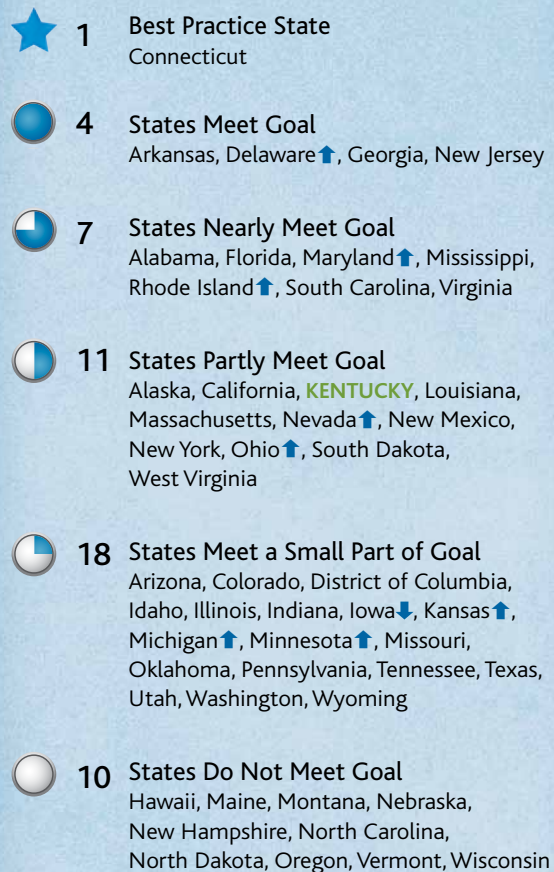 1 Best Practice State
Connecticut
4 States Meet Goal
Arkansas, Delaware⬆, Georgia, New Jersey
7 States Nearly Meet Goal
Alabama, Florida, Maryland⬆, Mississippi,
Rhode Island⬆, South Carolina, Virginia
11 States Partly Meet Goal
Alaska, California, KENTUCKY, Louisiana,
Massachusetts, Nevada⬆, New Mexico,
New York, Ohio⬆, South Dakota,
West Virginia
18 States Meet a Small Part of Goal
Arizona, Colorado, District of Columbia,
Idaho, Illinois, Indiana, Iowa⬇, Kansas⬆,
Michigan⬆, Minnesota⬆, Missouri,
Oklahoma, Pennsylvania, Tennessee, Texas,
Utah, Washington, Wyoming
10 States Do Not Meet Goal
Hawaii, Maine, Montana, Nebraska,
New Hampshire, North Carolina,
North Dakota, Oregon, Vermont, Wisconsin